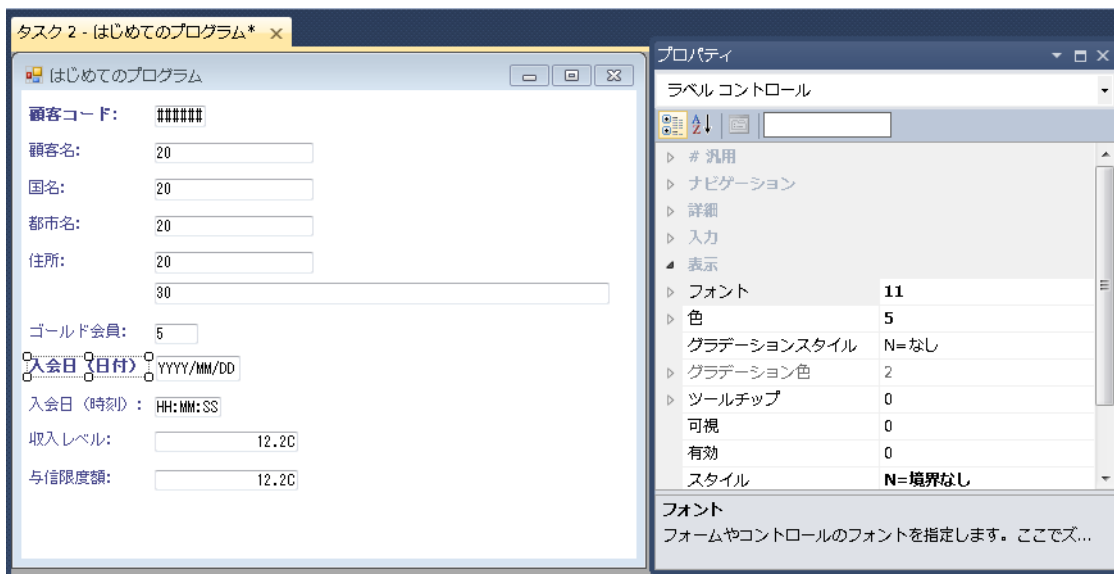 タスク 2 - はじめてのプログラム*
はじめてのプログラム
顧客コード: ######
顧客名: 20
国名: 20
都市名: 20
住所: 20
30
ゴールド会員: 5
入会日（日付） YYYY/MM/DD
入会日（時刻）: HH:MM:SS
収入レベル: 12.2C
与信限度額: 12.2C
プロパティ
ラベル コントロール
# 汎用
ナビゲーション
詳細
入力
表示
フォント 11
色 5
グラデーションスタイル N=なし
グラデーション色 2
ツールチップ 0
可視 0
有効 0
スタイル N=境界なし
フォント
フォームやコントロールのフォントを指定します。ここでズ...